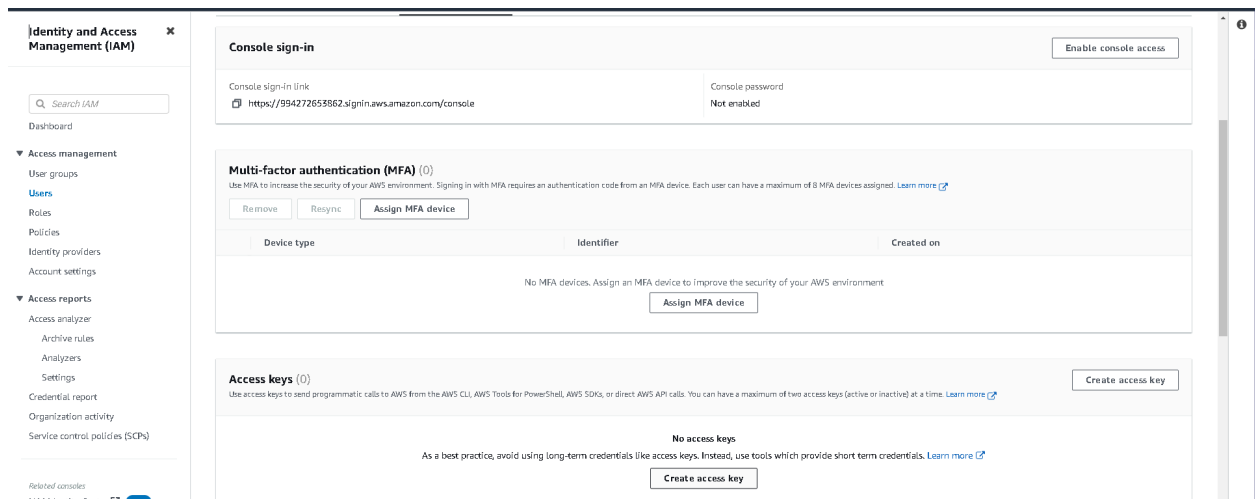 Identity and Access
Management (IAM)
Search IAM
Dashboard
Access management
User groups
Users
Roles
Policies
Identity providers
Account settings
Access reports
Access analyzer
Archive rules
Analyzers
Settings
Credential report
Organization activity
Service control policies (SCPs)
Related consoles
Console sign-in
Enable console access
Console sign-in link
https://994272653862.signin.aws.amazon.com/console
Console password
Not enabled
Multi-factor authentication (MFA) (0)
Use MFA to increase the security of your AWS environment. Signing in with MFA requires an authentication code from an MFA device. Each user can have a maximum of 8 MFA devices assigned. Learn more
Remove
Resync
Assign MFA device
Device type
Identifier
Created on
No MFA devices. Assign an MFA device to improve the security of your AWS environment
Assign MFA device
Access keys (0)
Create access key
Use access keys to send programmatic calls to AWS from the AWS CLI, AWS Tools for PowerShell, AWS SDKs, or direct AWS API calls. You can have a maximum of two access keys (active or inactive) at a time. Learn more
No access keys
As a best practice, avoid using long-term credentials like access keys. Instead, use tools which provide short term credentials. Learn more
Create access key